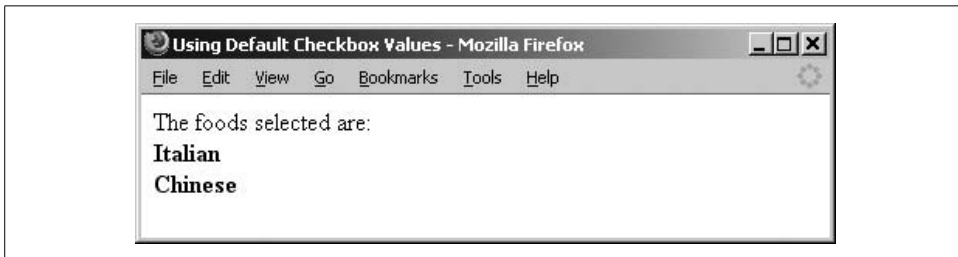 Using Default Checkbox Values - Mozilla Firefox
File Edit View Go Bookmarks Tools Help
The foods selected are:
Italian
Chinese